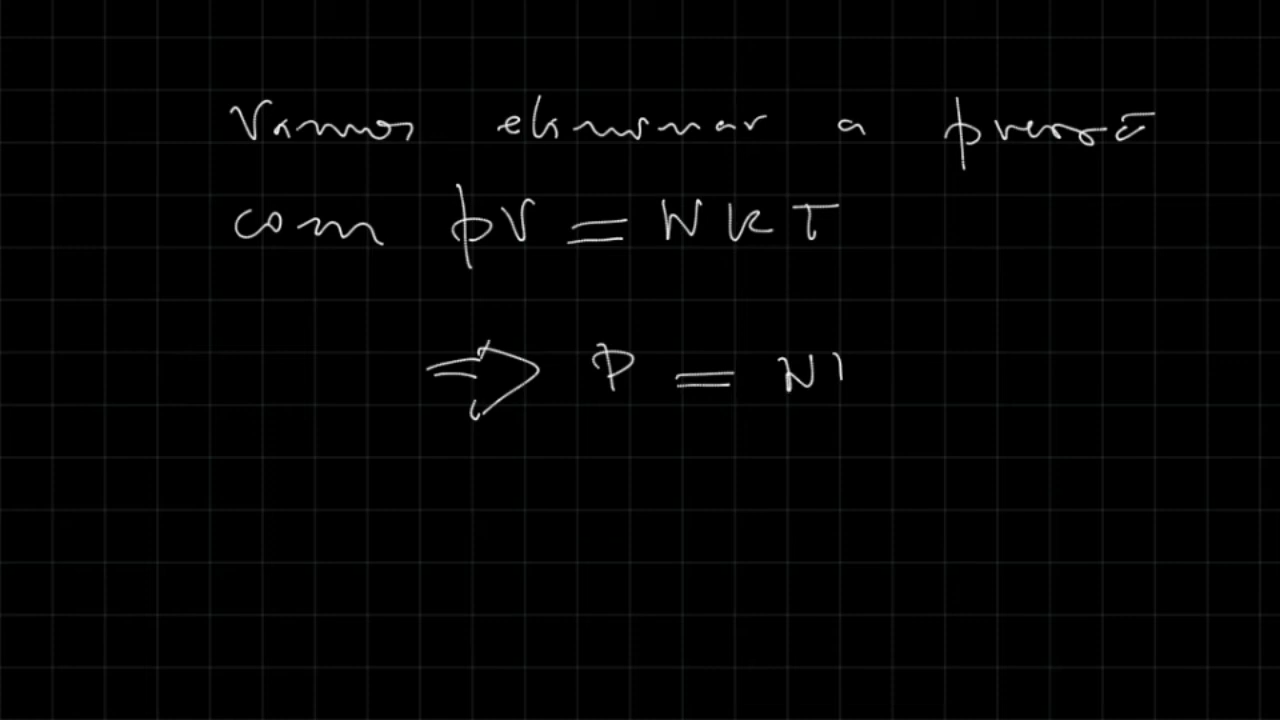 Vamos eliminar a pressão
com pV = NKT
⇒ P = N